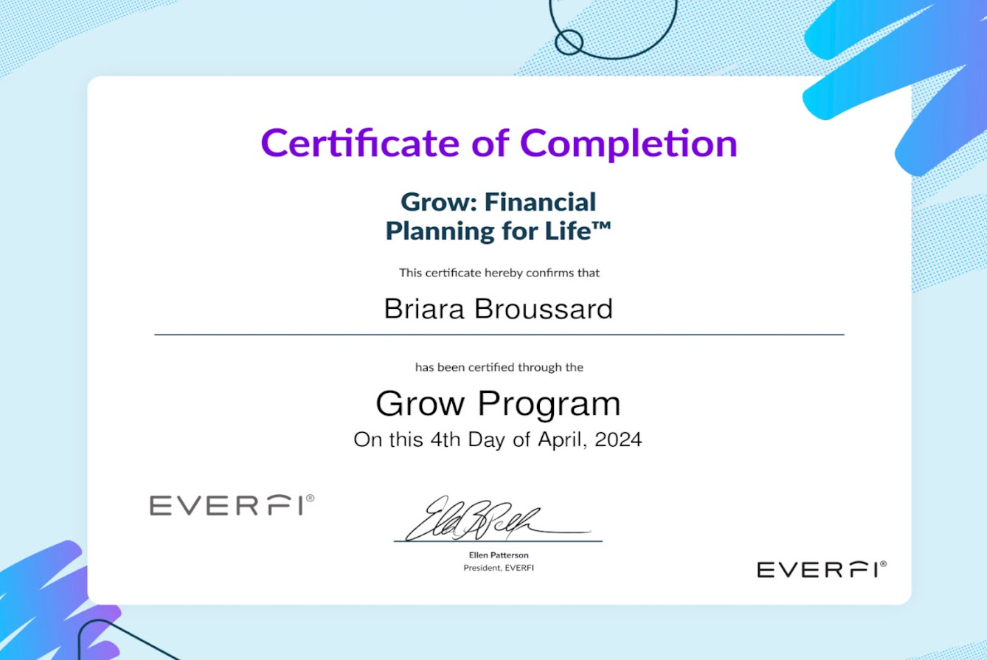 Certificate of Completion
Grow: Financial
Planning for Life™
This certificate hereby confirms that
Briara Broussard
has been certified through the
Grow Program
On this 4th Day of April, 2024
EVERFI®
Ellen Patterson
President, EVERFI
EVERFI®